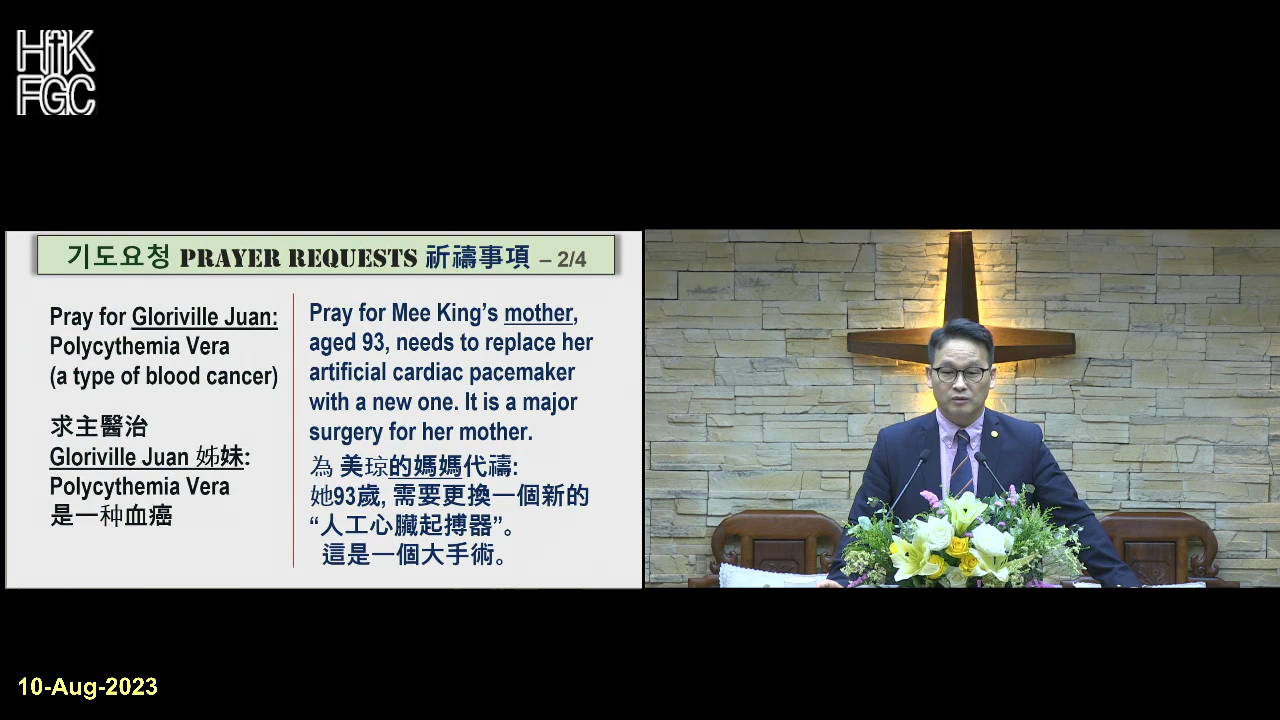 HfK
FGC
기도요청 PRAYER REQUESTS 祈禱事項 – 2/4
Pray for Gloriville Juan:
Polycythemia Vera
(a type of blood cancer)
求主醫治
Gloriville Juan 姊妹:
Polycythemia Vera
是一种血癌
Pray for Mee King’s mother,
aged 93, needs to replace her
artificial cardiac pacemaker
with a new one. It is a major
surgery for her mother.
為 美琼的媽媽代禱:
她93歲, 需要更換一個新的
“人工心臟起搏器”。
這是一個大手術。
10-Aug-2023